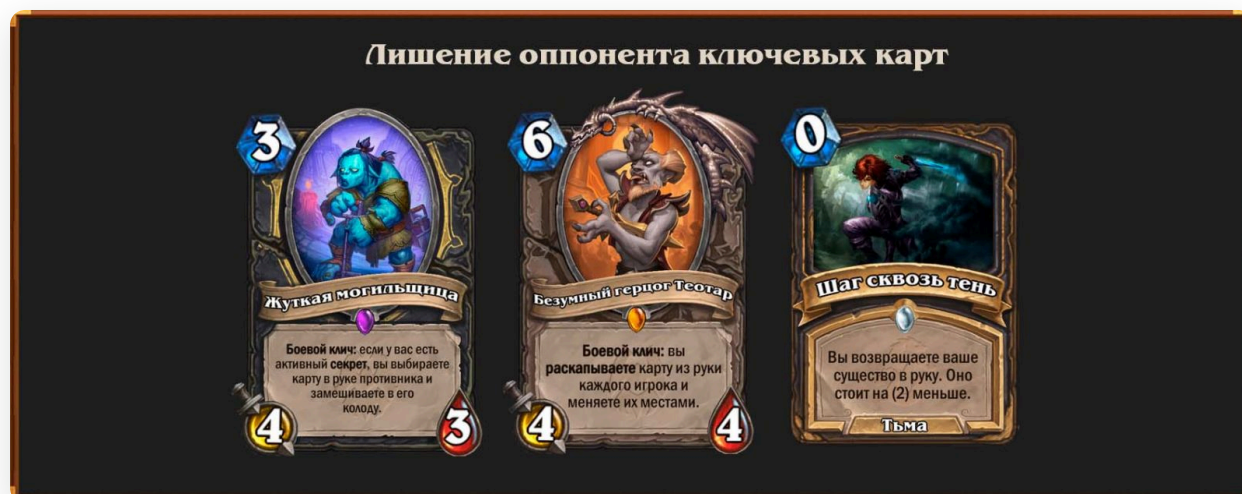 Лишение оппонента ключевых карт
3
Жуткая могильщица
Боевой клич: если у вас есть
активный секрет, вы выбираете
карту в руке противника и
замешиваете в его
колоду.
4
3
6
Безумный герцог Теотар
Боевой клич: вы
раскапываете карту из руки
каждого игрока и
меняете их местами.
4
4
0
Шаг сквозь тень
Вы возвращаете ваше
существо в руку. Оно
стоит на (2) меньше.
Тьма